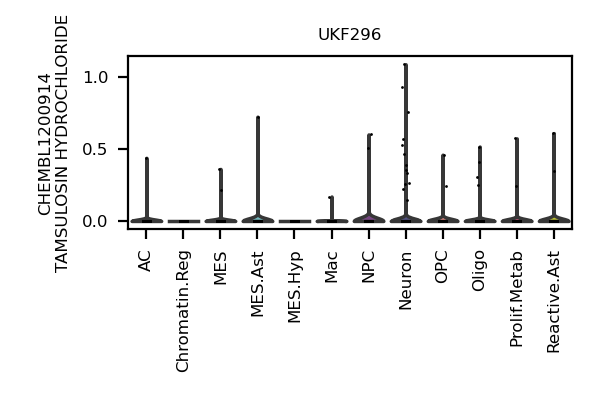 UKF296
CHEMBL1200914
TAMSULOSIN HYDROCHLORIDE
1.0
0.5
0.0
AC
Chromatin.Reg
MES
MES.Ast
MES.Hyp
Mac
NPC
Neuron
OPC
Oligo
Prolif.Metab
Reactive.Ast